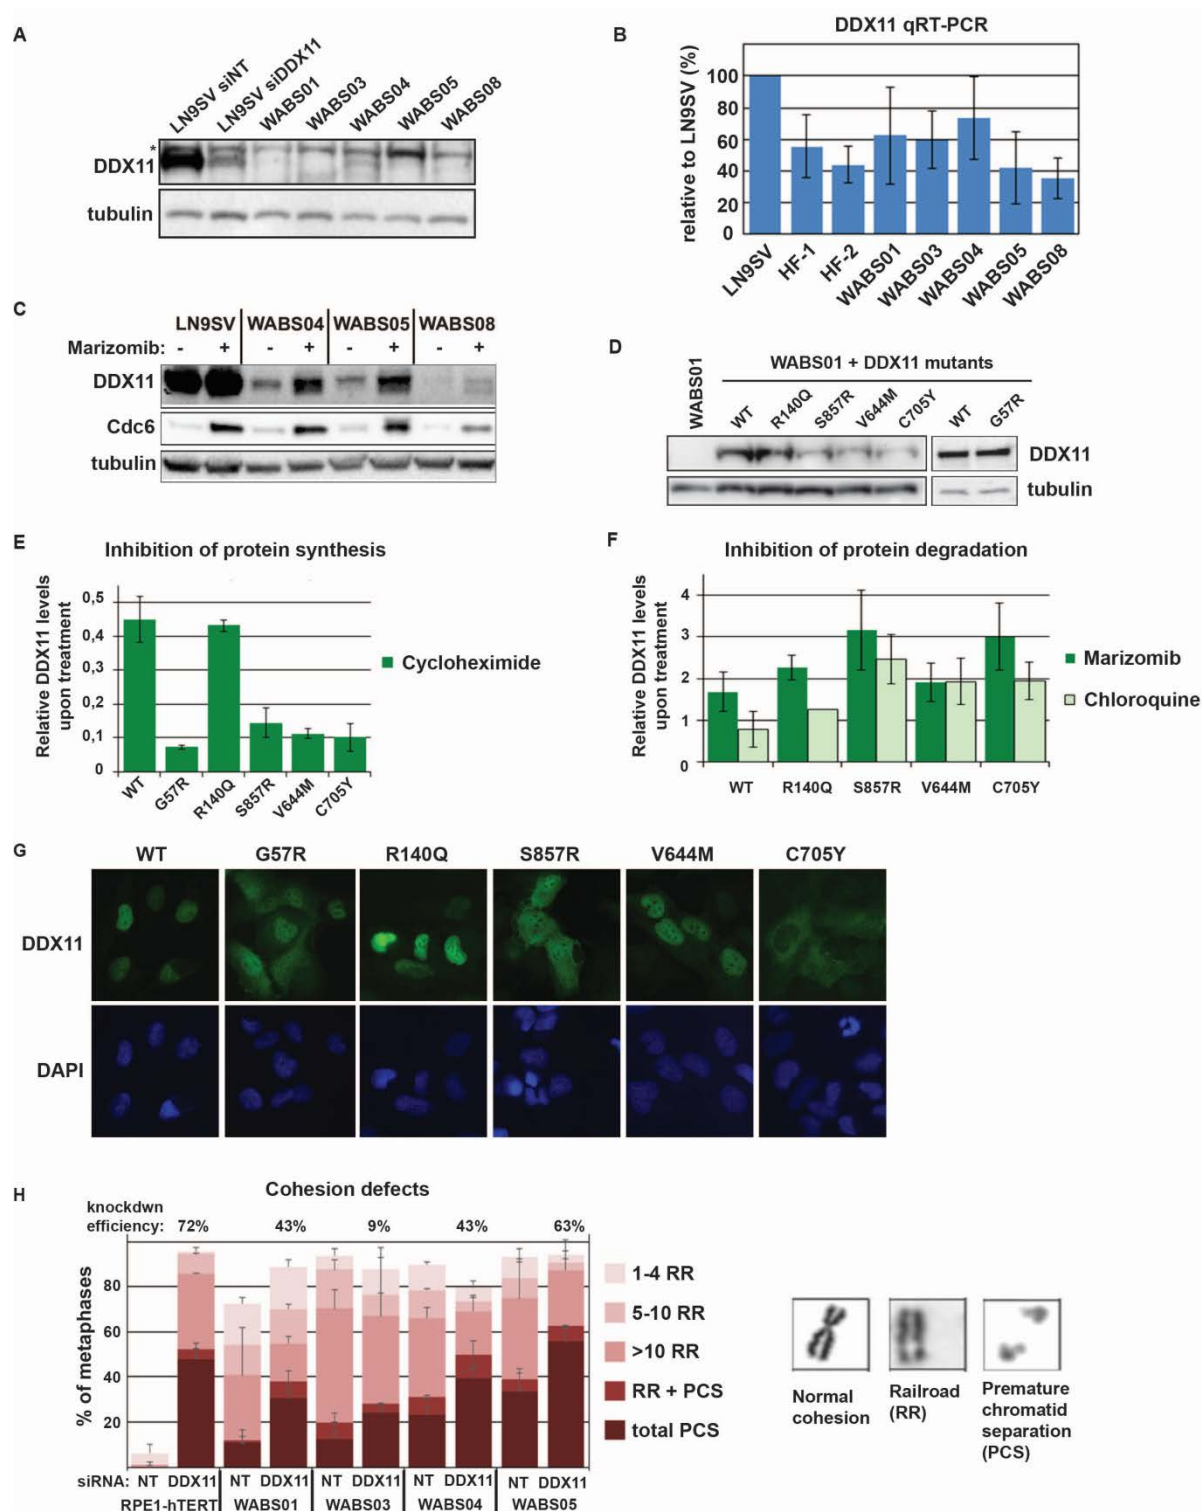 A
LN9SV siNT
LN9SV siDDX11
WABS01
WABS03
WABS04
WABS05
WABS08
*
DDX11
tubulin
B
DDX11 qRT-PCR
relative to LN9SV (%)
100
80
60
40
20
0
LN9SV
HF-1
HF-2
WABS01
WABS03
WABS04
WABS05
WABS08
C
LN9SV WABS04 WABS05 WABS08
Marizomib: - + - + - + - +
DDX11
Cdc6
tubulin
D
WABS01
WABS01 + DDX11 mutants
WT
R140Q
S857R
V644M
C705Y
WT
G57R
DDX11
tubulin
E
Inhibition of protein synthesis
Relative DDX11 levels
upon treatment
0,5
0,4
0,3
0,2
0,1
0
WT
G57R
R140Q
S857R
V644M
C705Y
Cycloheximide
F
Inhibition of protein degradation
Relative DDX11 levels
upon treatment
4
3
2
1
0
WT R140Q S857R V644M C705Y
Marizomib
Chloroquine
G
WT G57R R140Q S857R V644M C705Y
DDX11
DAPI
H
Cohesion defects
knockdwn
efficiency: 72% 43% 9% 43% 63%
% of metaphases
80
60
40
20
1-4 RR
5-10 RR
>10 RR
RR + PCS
total PCS
siRNA: NT DDX11 NT DDX11 NT DDX11 NT DDX11 NT DDX11
RPE1-hTERT WABS01 WABS03 WABS04 WABS05
Normal
cohesion
Railroad
(RR)
Premature
chromatid
separation
(PCS)